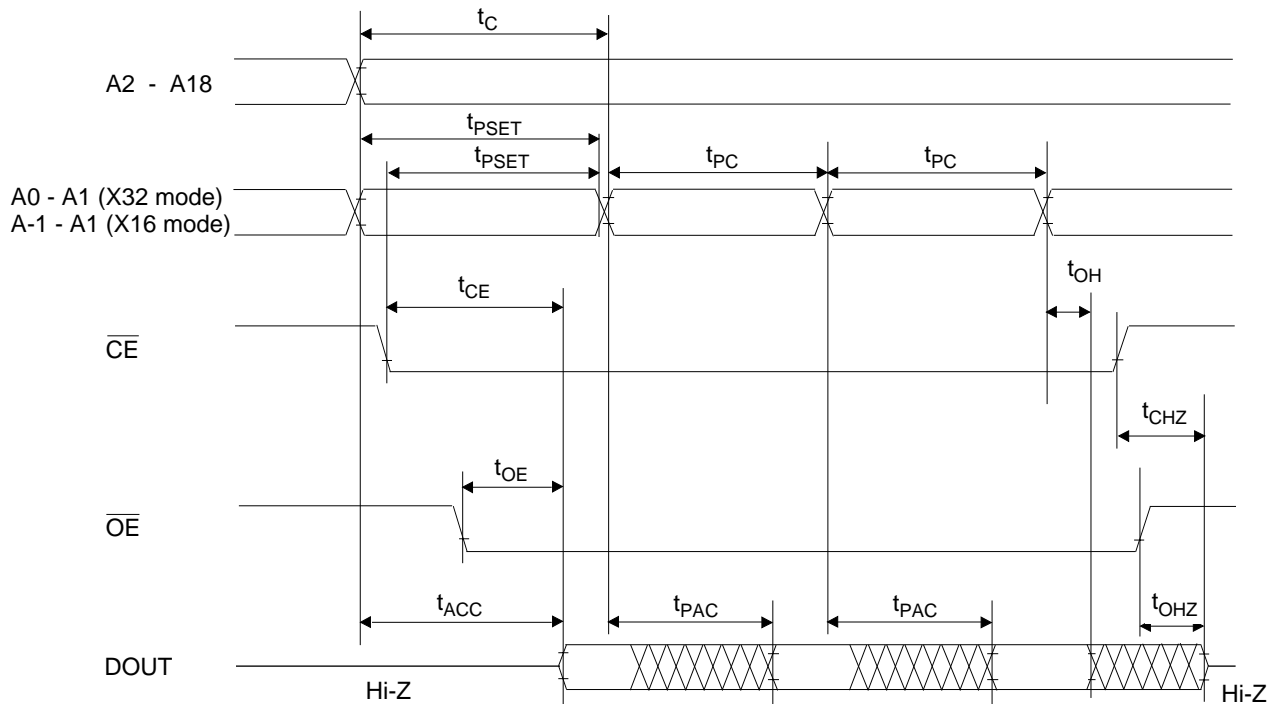 tC
A2 - A18
tPSET
tPSET
tPC
tPC
A0 - A1 (X32 mode)
A-1 - A1 (X16 mode)
tOH
tCE
CE
tCHZ
tOE
OE
tACC
tPAC
tPAC
tOHZ
DOUT
Hi-Z
Hi-Z